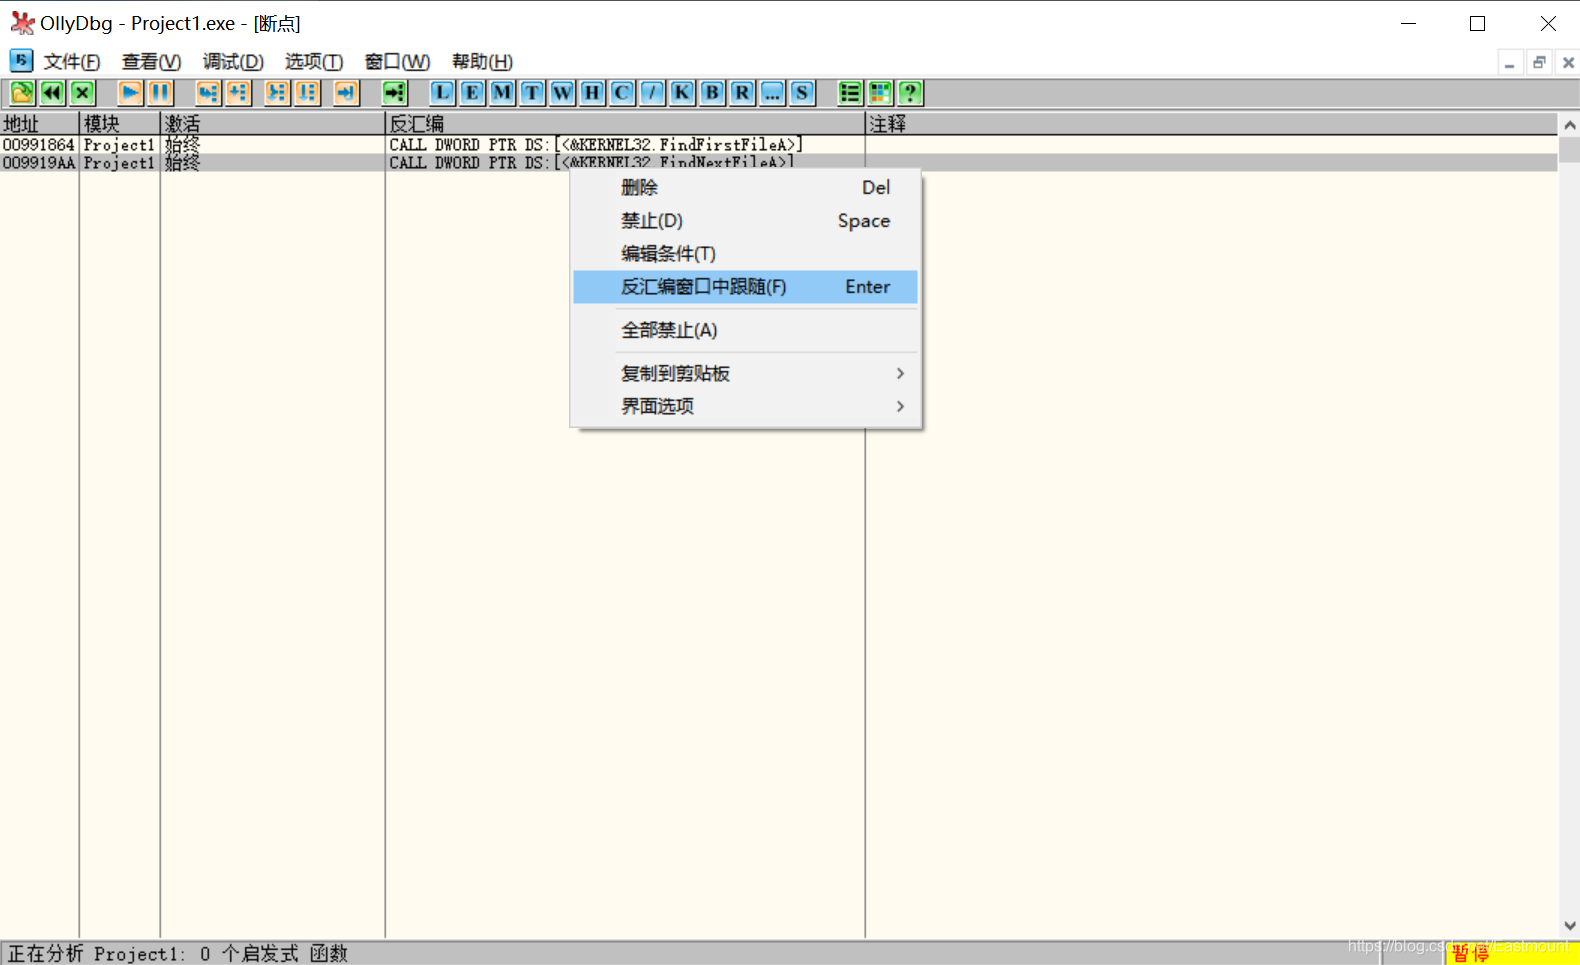 OllyDbg - Project1.exe - [断点]
文件(F) 查看(V) 调试(D) 选项(T) 窗口(W) 帮助(H)
L E M T W H C / K B R ... S ?
地址 模块 激活 反汇编 注释
00991864 Project1 始终 CALL DWORD PTR DS:[<&KERNEL32.FindFirstFileA>]
009919AA Project1 始终 CALL DWORD PTR DS:[<&KERNEL32.FindNextFileA>]
删除 Del
禁止(D) Space
编辑条件(T)
反汇编窗口中跟随(F) Enter
全部禁止(A)
复制到剪贴板
界面选项
正在分析 Project1: 0 个启发式 函数
暂停
https://blog.csdn.net/Eastmount